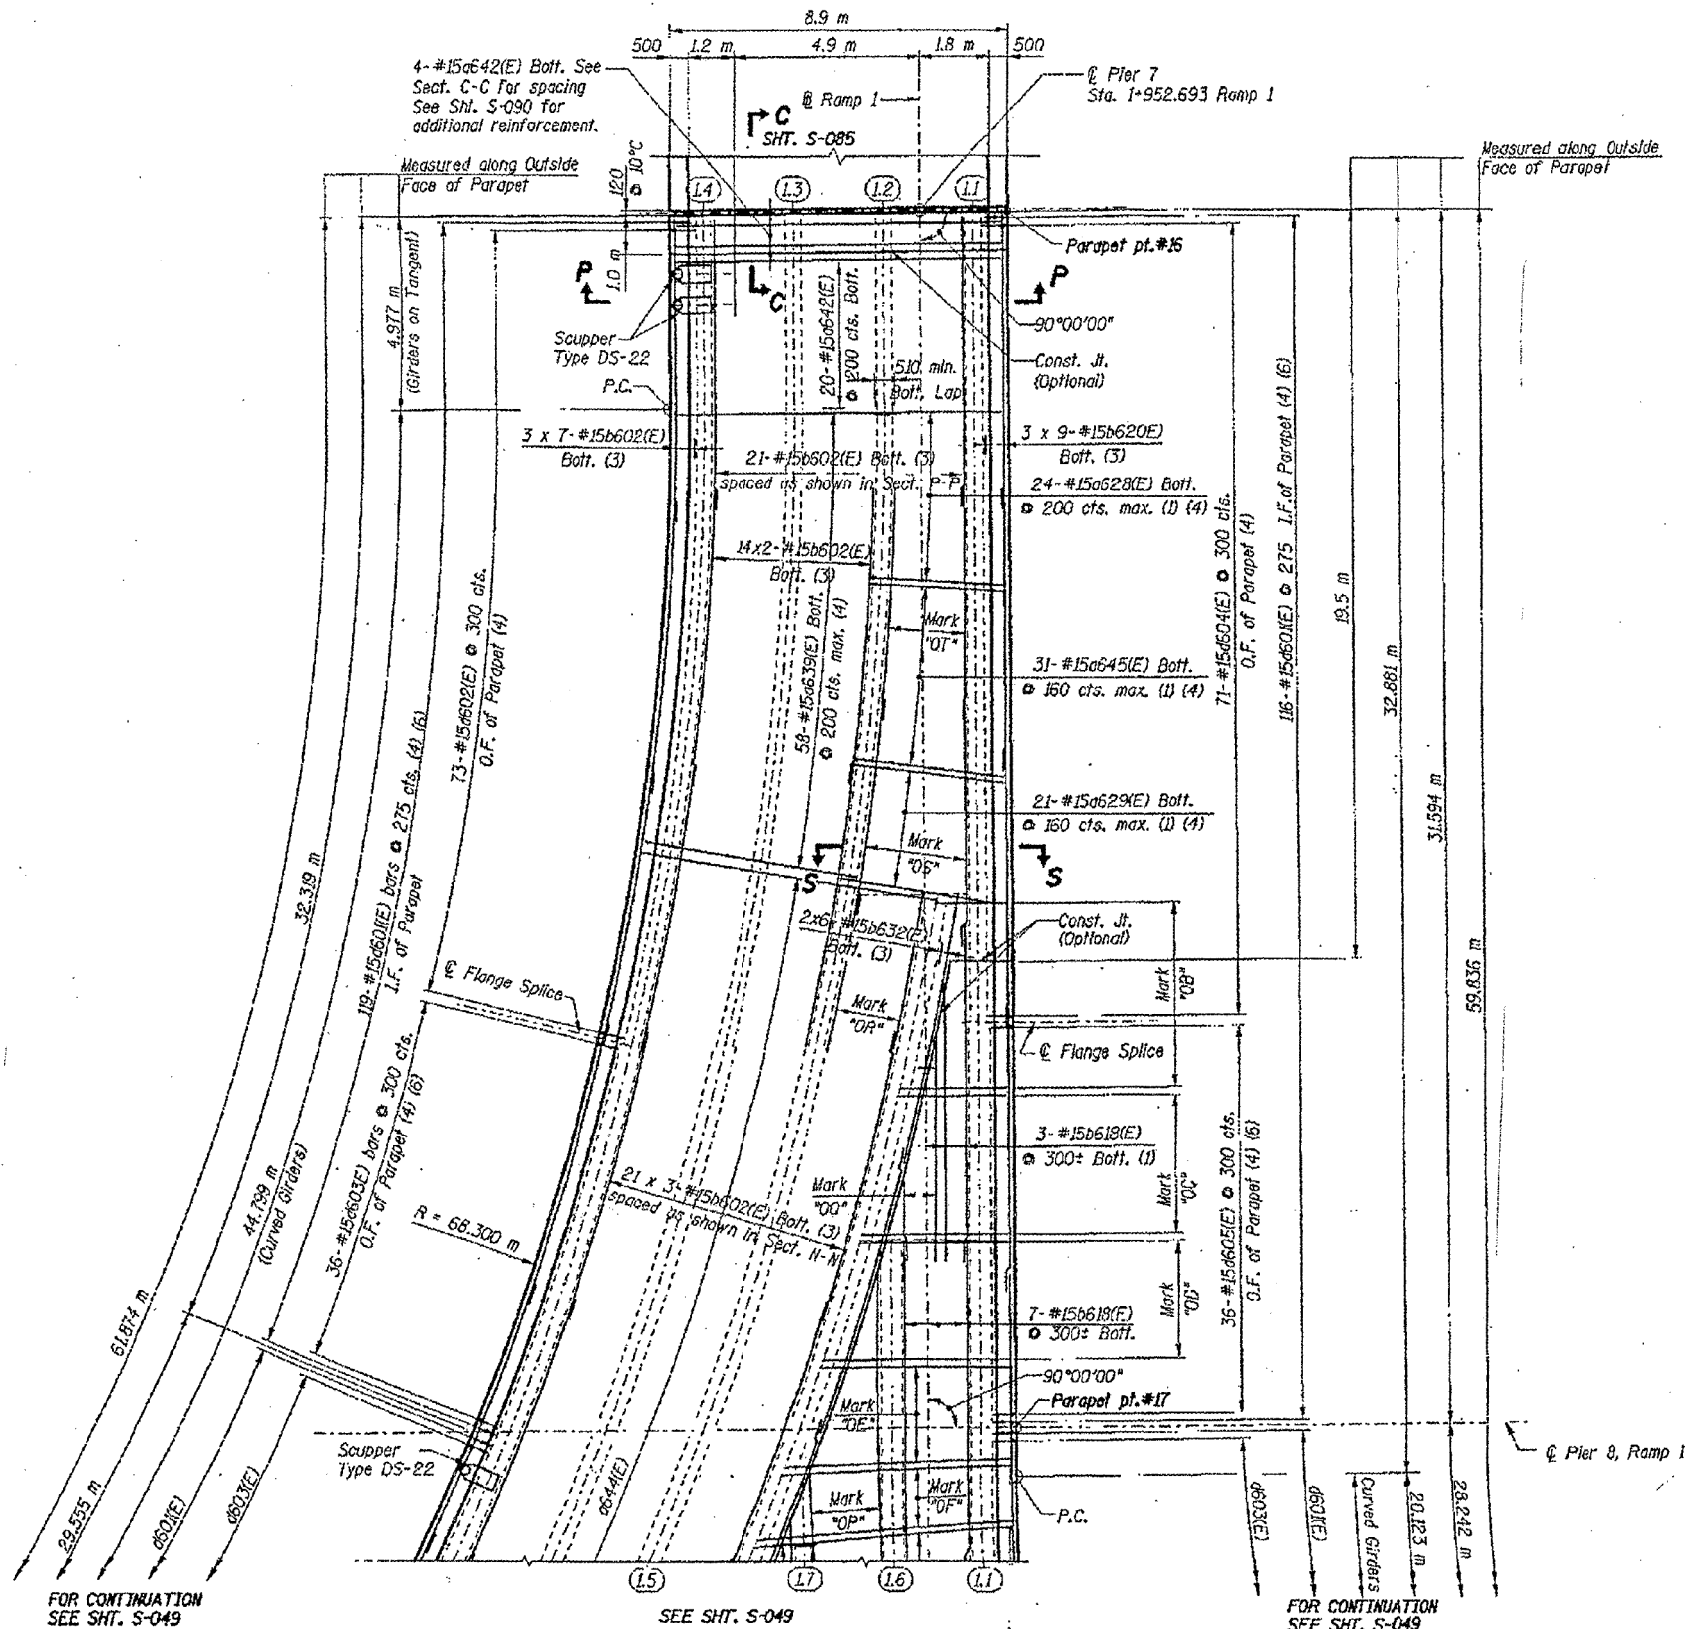 8.9 m
500 1.2 m 4.9 m 1.8 m 500
4-#15a642(E) Bott. See
Sect. C-C for spacing
See Sht. S-090 for
additional reinforcement.
℄ Pier 7
Sta. 1+952.693 Ramp 1
Ramp 1
C
SHT. S-085
Measured along Outside
Face of Parapet
Measured along Outside
Face of Parapet
120
@ 10°C
1.4 1.3 1.2 1.1
Parapet pt.#16
1.0 m
P
P
C
90°00'00"
Scupper
Type DS-22
20-#15a642(E)
@ 200 cts. Bott.
Const. Jt.
(Optional)
510 min.
Bott. Lap
P.C.
4.977 m
(Girders on Tangent)
3 x 7-#15b602(E)
Bott. (3)
21-#15b602(E) Bott. (3)
spaced as shown in Sect. P-P
3 x 9-#15b620(E)
Bott. (3)
24-#15a628(E) Bott.
@ 200 cts. max. (1) (4)
14x2-#15b602(E)
Bott. (3)
58-#15a639(E) Bott.
@ 200 cts. max. (4)
Mark
"OT"
31-#15a645(E) Bott.
@ 160 cts. max. (1) (4)
21-#15a629(E) Bott.
@ 160 cts. max. (1) (4)
Mark
"OS"
S
S
71-#15d604(E) @ 300 cts.
O.F. of Parapet (4)
116-#15d601(E) @ 275 I.F. of Parapet (4) (6)
19.5 m
32.881 m
31.594 m
59.836 m
73-#15d602(E) @ 300 cts.
O.F. of Parapet (4)
119-#15d601(E) bars @ 275 cts. (4) (6)
I.F. of Parapet
36-#15d603(E) bars @ 300 cts.
O.F. of Parapet (4) (6)
32.319 m
44.799 m
(Curved Girders)
61.874 m
29.555 m
℄ Flange Splice
2x6-#15b632(E)
Bott. (3)
Const. Jt.
(Optional)
Mark
"OB"
Mark
"OR"
℄ Flange Splice
3-#15b618(E)
@ 300± Bott. (1)
Mark
"OC"
Mark
"OQ"
21 x 3-#15b602(E) Bott. (3)
spaced as shown in Sect. N-N
R = 68.300 m
36-#15d605(E) @ 300 cts.
O.F. of Parapet (4) (6)
7-#15b618(E)
@ 300± Bott.
90°00'00"
Parapet pt.#17
Mark
"OE"
℄ Pier 8, Ramp 1
Scupper
Type DS-22
a644(E)
Mark
"OP"
Mark
"OF"
P.C.
d601(E)
d603(E)
d603(E)
d601(E)
Curved Girders
20.123 m
28.242 m
1.5 1.7 1.6 1.1
FOR CONTINUATION
SEE SHT. S-049
SEE SHT. S-049
FOR CONTINUATION
SEE SHT. S-049